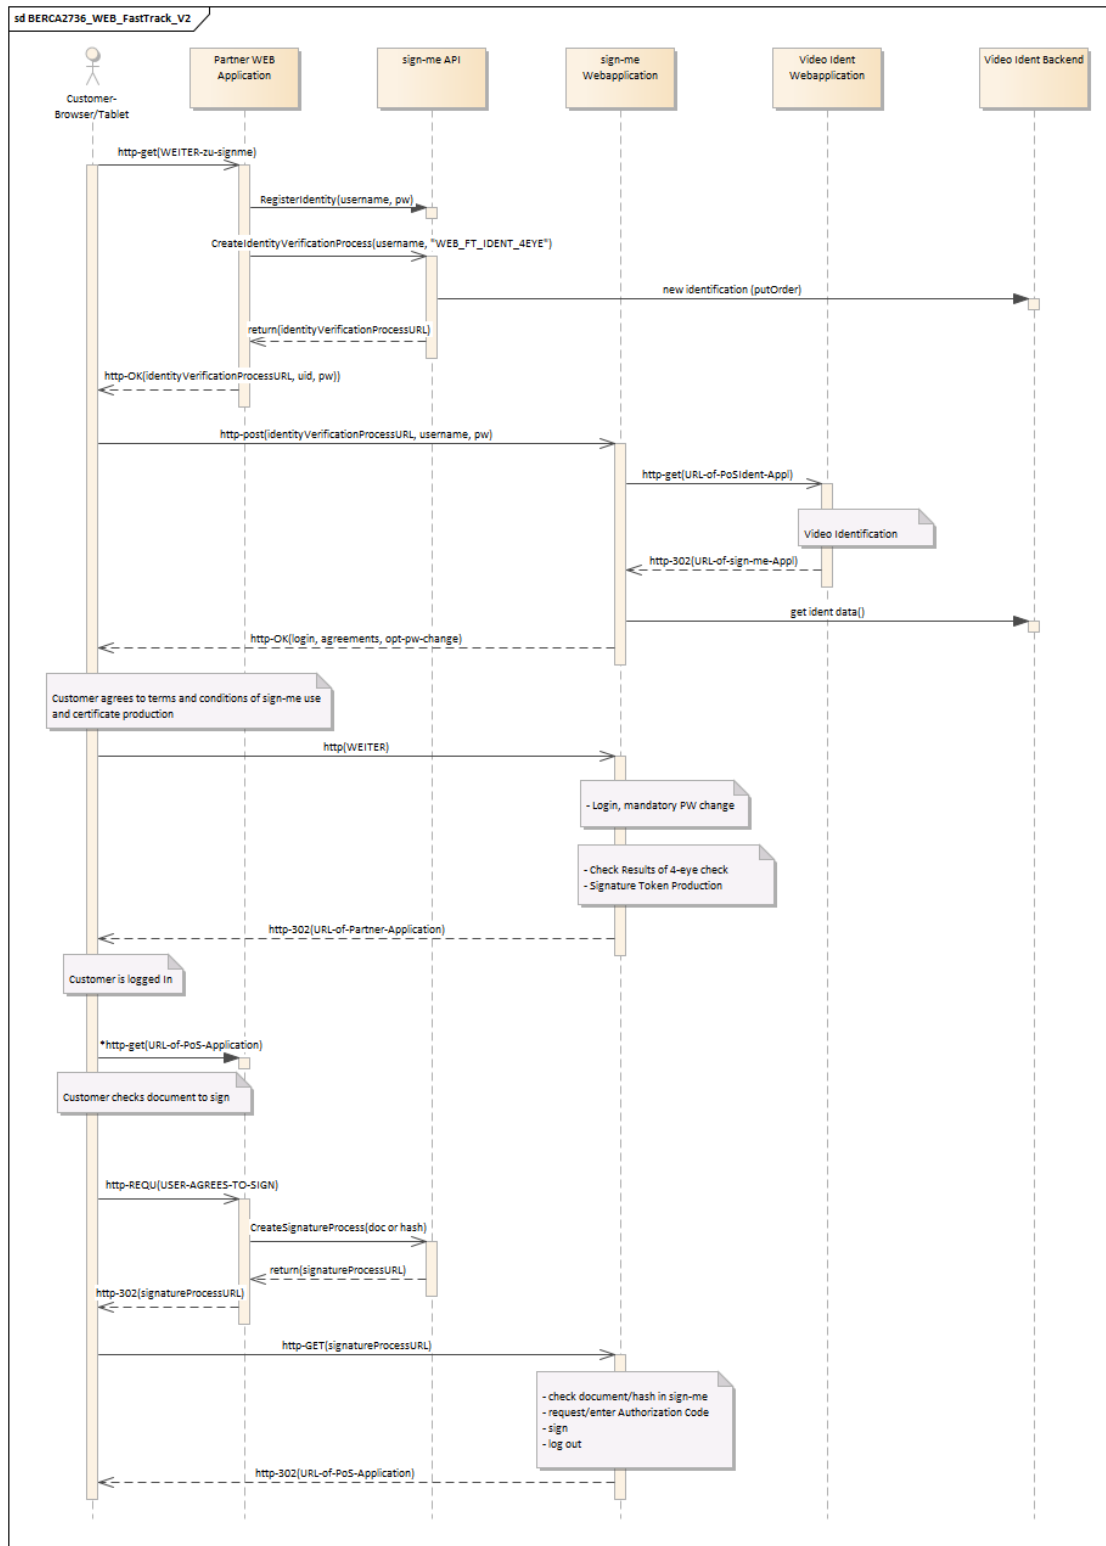 sd BERCA2736_WEB_FastTrack_V2
Customer-
Browser/Tablet
Partner WEB
Application
sign-me API
sign-me
Webapplication
Video Ident
Webapplication
Video Ident Backend
http-get(WEITER-zu-signme)
RegisterIdentity(username, pw)
CreateIdentityVerificationProcess(username, "WEB_FT_IDENT_4EYE")
new identification (putOrder)
return(identityVerificationProcessURL)
http-OK(identityVerificationProcessURL, uid, pw))
http-post(identityVerificationProcessURL, username, pw)
http-get(URL-of-PoSIdent-Appl)
Video Identification
http-302(URL-of-sign-me-Appl)
get ident data()
http-OK(login, agreements, opt-pw-change)
Customer agrees to terms and conditions of sign-me use
and certificate production
http(WEITER)
- Login, mandatory PW change
- Check Results of 4-eye check
- Signature Token Production
http-302(URL-of-Partner-Application)
Customer is logged In
*http-get(URL-of-PoS-Application)
Customer checks document to sign
http-REQU(USER-AGREES-TO-SIGN)
CreateSignatureProcess(doc or hash)
return(signatureProcessURL)
http-302(signatureProcessURL)
http-GET(signatureProcessURL)
- check document/hash in sign-me
- request/enter Authorization Code
- sign
- log out
http-302(URL-of-PoS-Application)